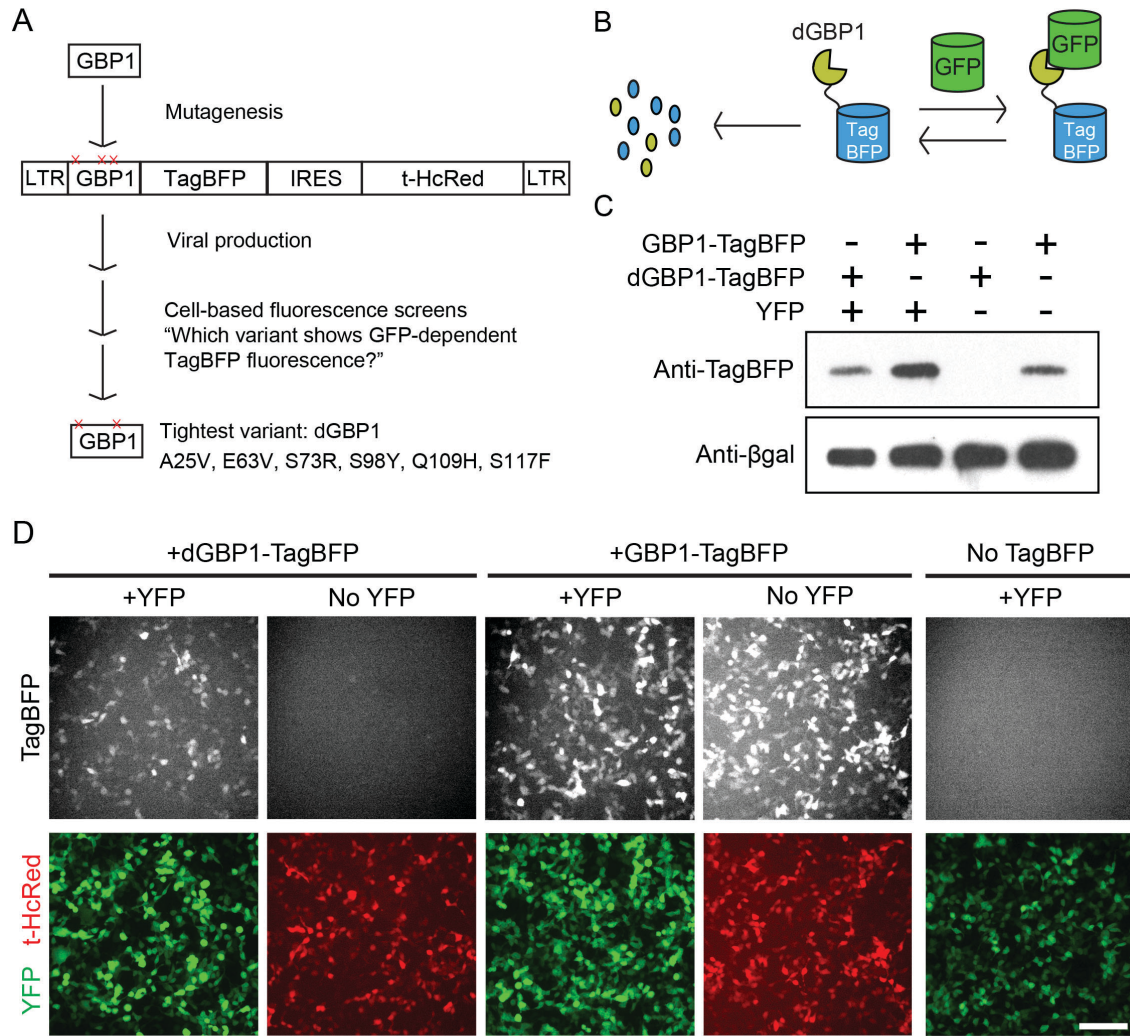 A
GBP1
Mutagenesis
LTR GBP1 TagBFP IRES t-HcRed LTR
Viral production
Cell-based fluorescence screens
“Which variant shows GFP-dependent
TagBFP fluorescence?”
GBP1
Tightest variant: dGBP1
A25V, E63V, S73R, S98Y, Q109H, S117F
B
dGBP1
GFP
GFP
Tag
BFP
Tag
BFP
C
GBP1-TagBFP - + - +
dGBP1-TagBFP + - + -
YFP + + - -
Anti-TagBFP
Anti-βgal
D
+dGBP1-TagBFP +GBP1-TagBFP No TagBFP
+YFP No YFP +YFP No YFP +YFP
TagBFP
YFP t-HcRed